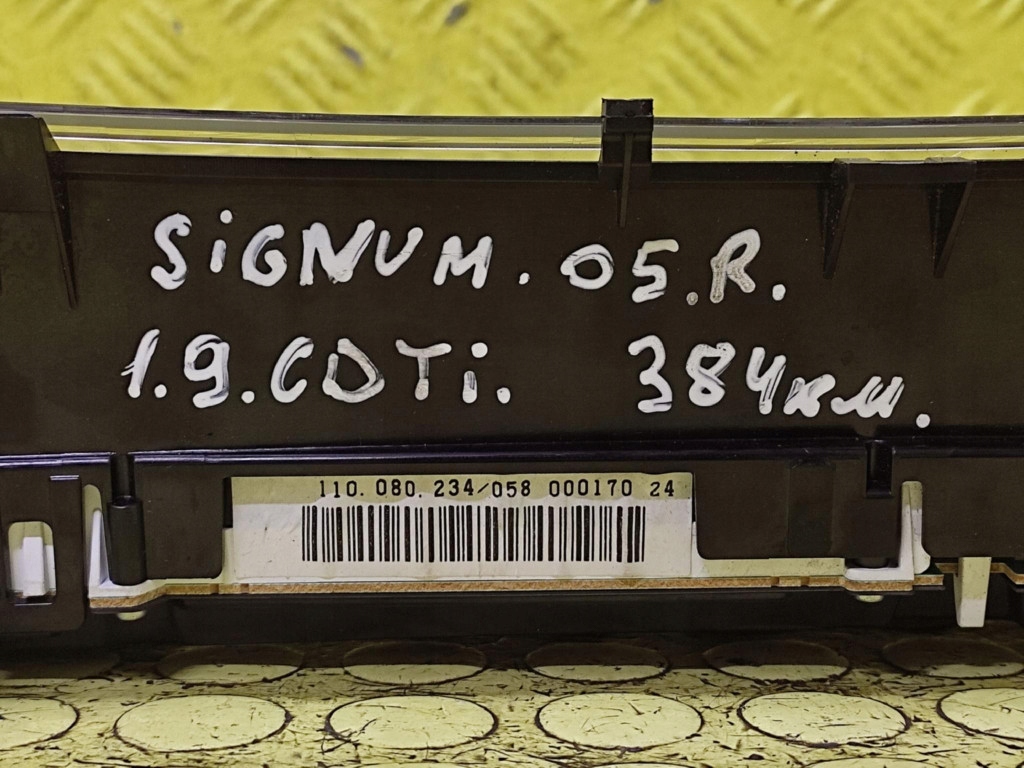 SiGNUM. 05.R.
1.9.CDTi. 384км.
110.080.234/058 000170 24